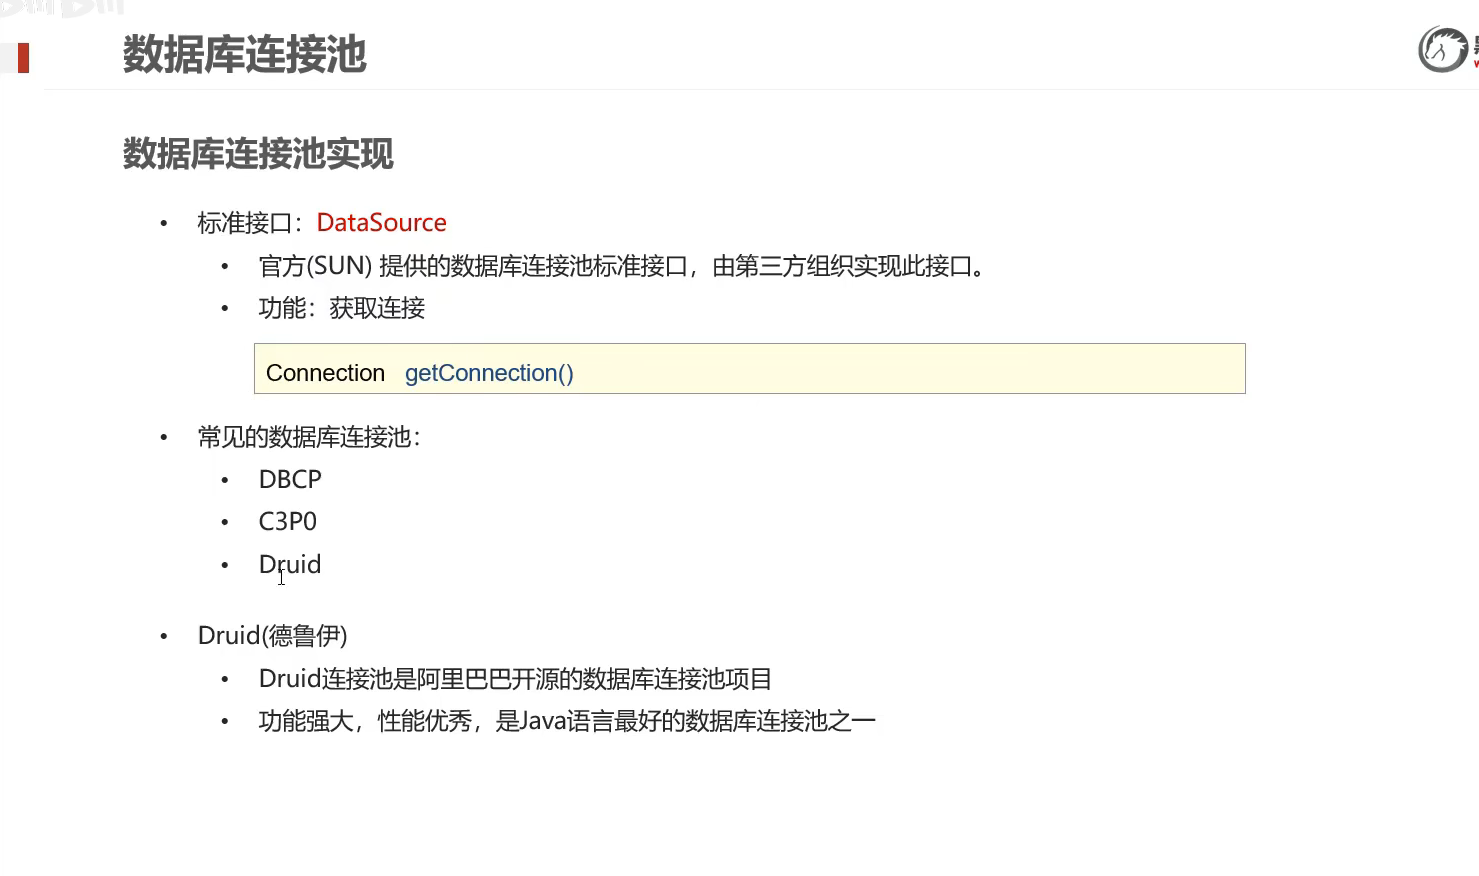 数据库连接池
数据库连接池实现
• 标准接口：DataSource
• 官方(SUN) 提供的数据库连接池标准接口，由第三方组织实现此接口。
• 功能：获取连接
Connection getConnection()
• 常见的数据库连接池：
• DBCP
• C3P0
• Druid
• Druid(德鲁伊)
• Druid连接池是阿里巴巴开源的数据库连接池项目
• 功能强大，性能优秀，是Java语言最好的数据库连接池之一